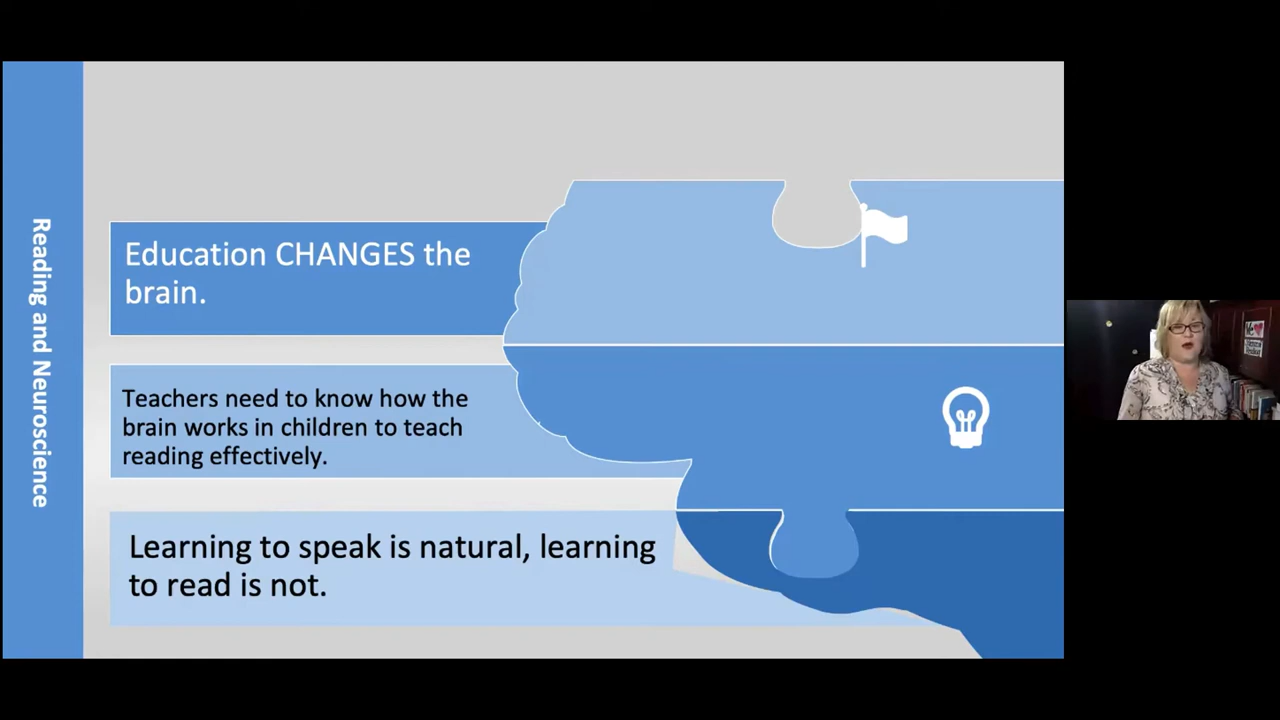 Reading and Neuroscience
Education CHANGES the
brain.
Teachers need to know how the
brain works in children to teach
reading effectively.
Learning to speak is natural, learning
to read is not.